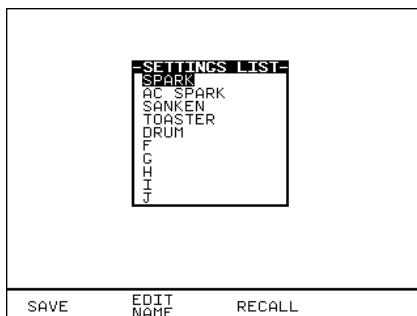 -SETTINGS LIST-
SPARK
AC SPARK
SANKEN
TOASTER
DRUM
F
G
H
I
J
SAVE EDIT NAME RECALL